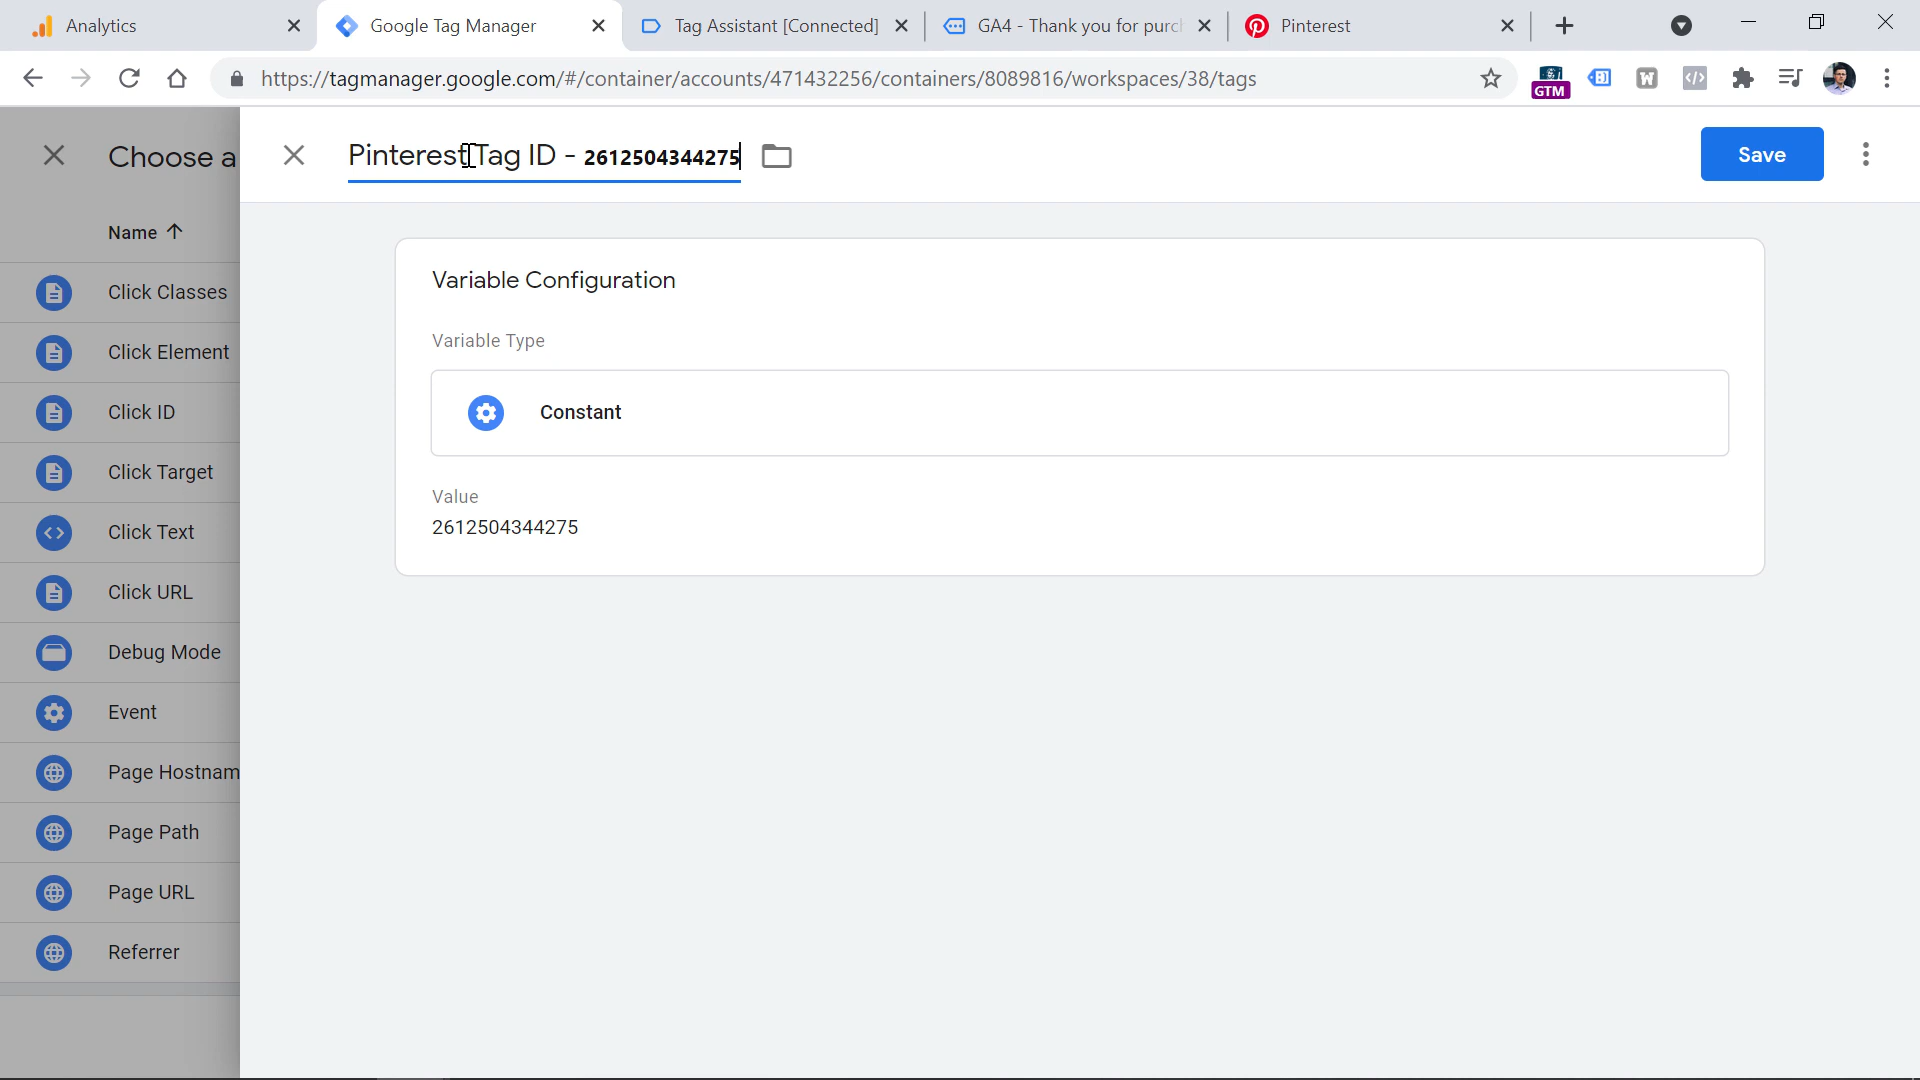 Analytics
Google Tag Manager
Tag Assistant [Connected]
GA4 - Thank you for purch
Pinterest
https://tagmanager.google.com/#/container/accounts/471432256/containers/8089816/workspaces/38/tags
GTM
Choose a
Pinterest Tag ID - 2612504344275
Save
Name
Variable Configuration
Click Classes
Variable Type
Click Element
Constant
Click ID
Click Target
Value
2612504344275
Click Text
Click URL
Debug Mode
Event
Page Hostnam
Page Path
Page URL
Referrer